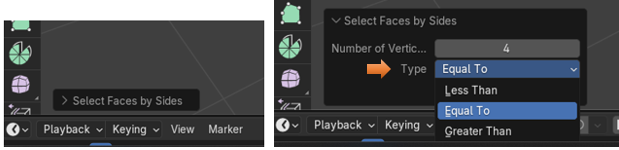 Select Faces by Sides
Playback Keying View Marker
Select Faces by Sides
Number of Vertic... 4
Type Equal To
Less Than
Equal To
Greater Than
Playback Keying